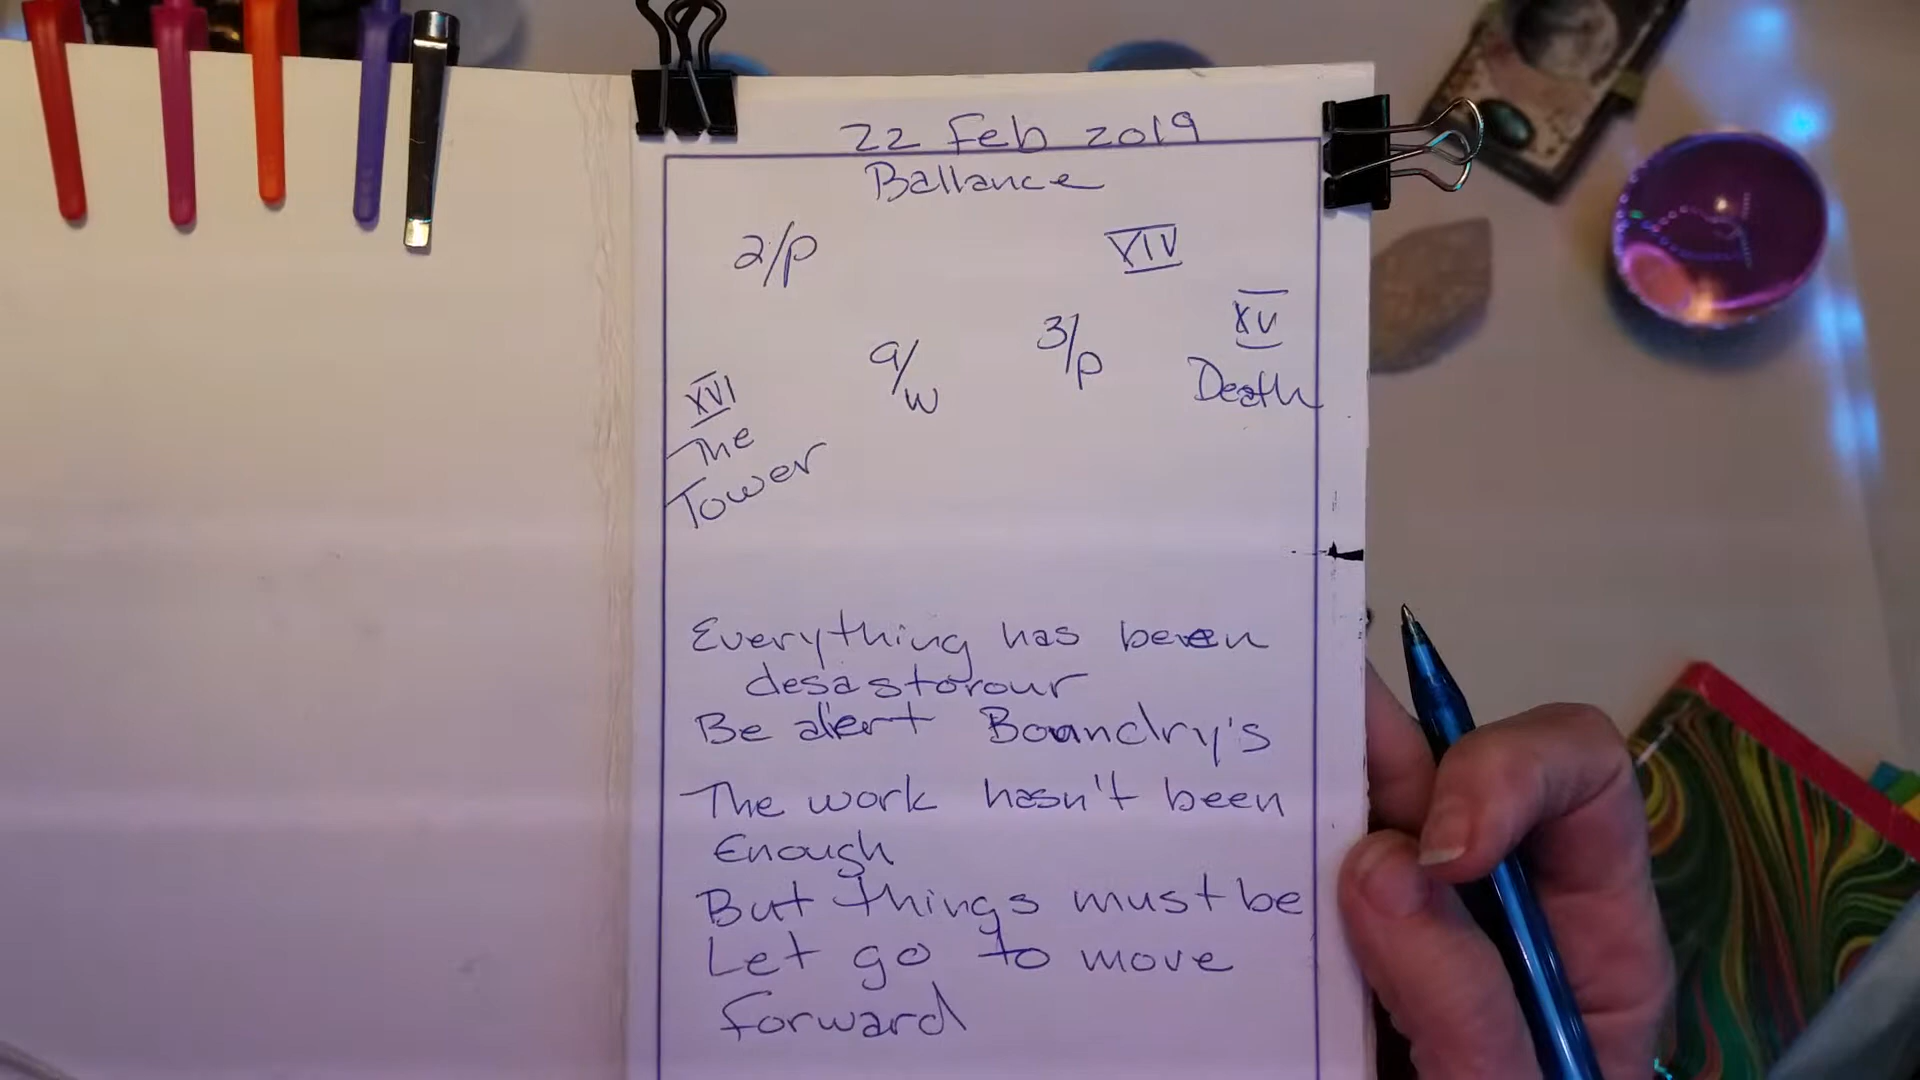 22 Feb 2019
Ballance
2/p XIV
XV
3/p
9/w
Death
XVI
The
Tower
Everything has been
desastorour
Be alert Boundry's
The work hasn't been
Enough
But things must be
Let go to move
forward